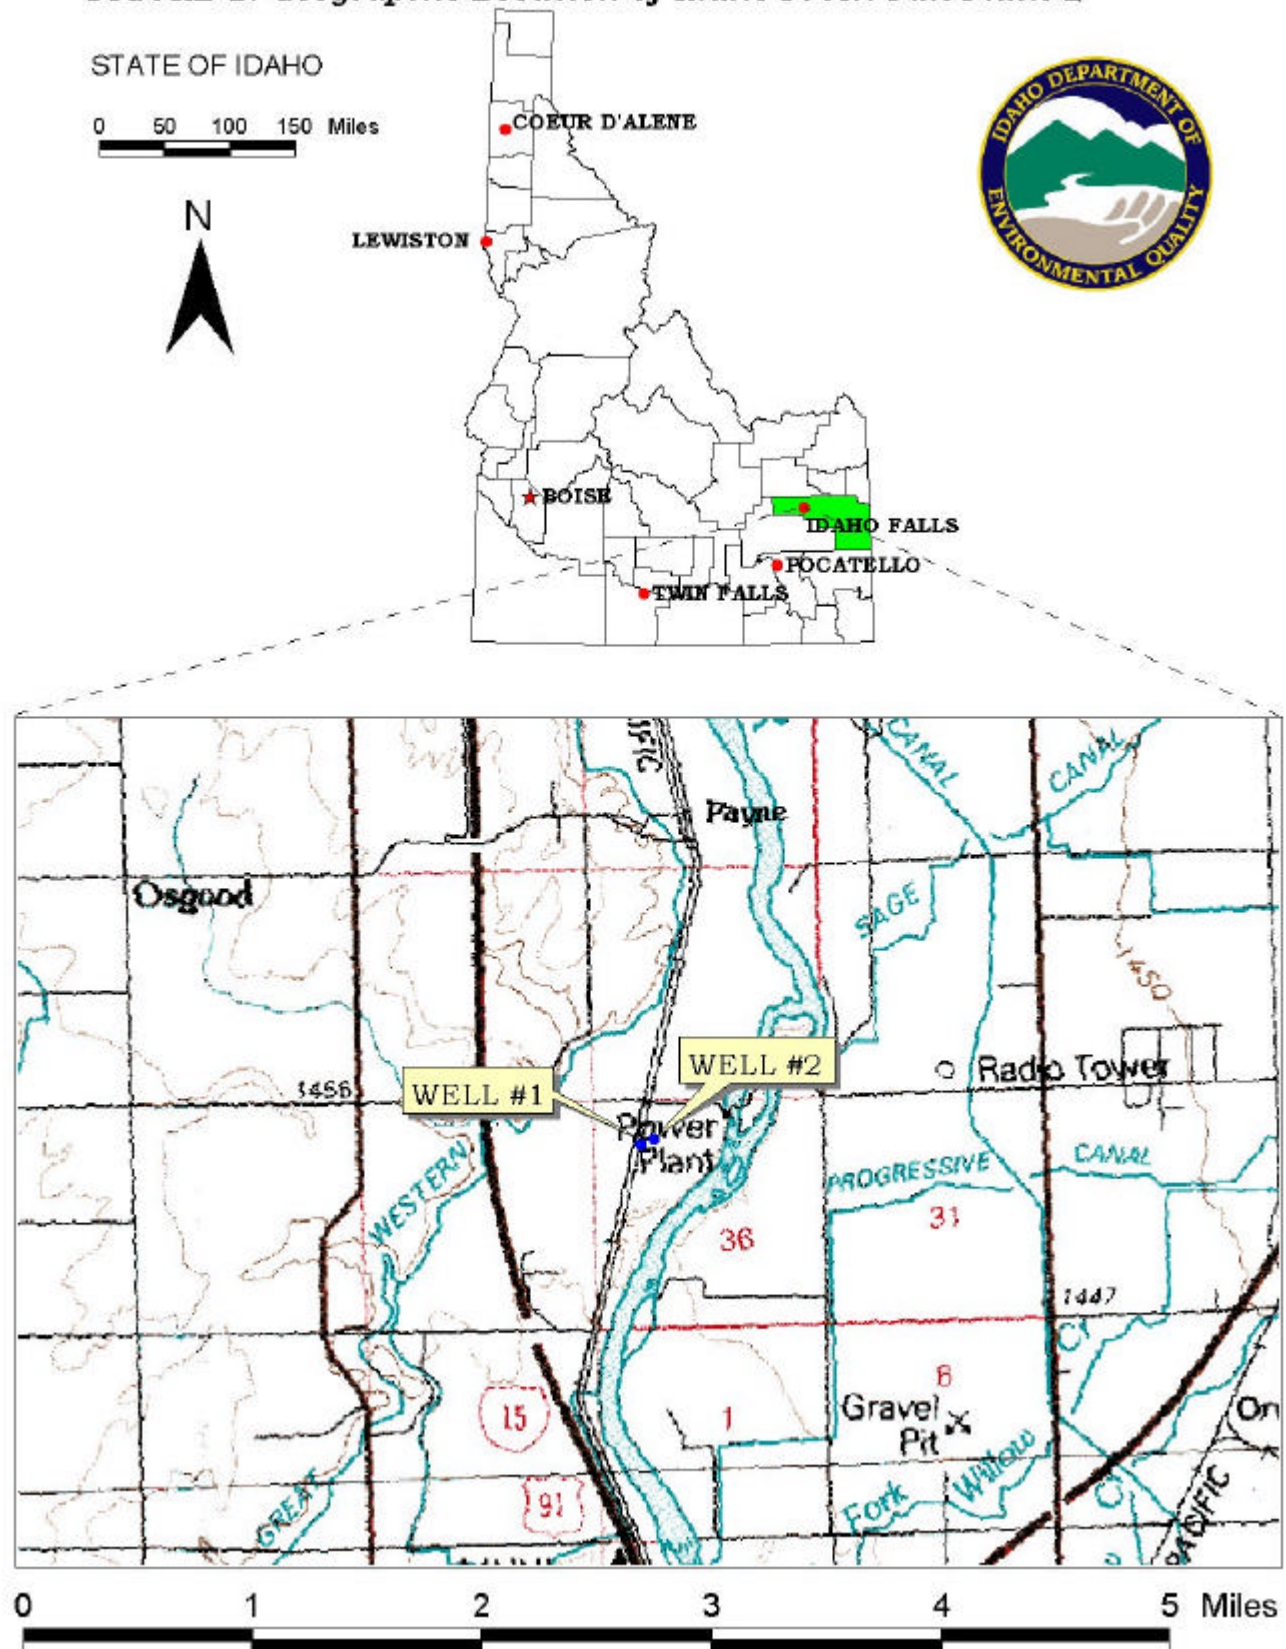 STATE OF IDAHO
0 50 100 150 Miles
N
IDAHO DEPARTMENT OF
ENVIRONMENTAL QUALITY
COEUR D'ALENE
LEWISTON
BOISE
IDAHO FALLS
POCATELLO
TWIN FALLS
CANAL
CANAL
Payne
Osgood
SAGE
1450
WELL #2
WELL #1
Radio Tower
1456
Power
Plant
WESTERN
PROGRESSIVE
CANAL
36
31
1447
15
1
6
Gravel
Pit
On
91
GREAT
Fork
Willow
PACIFIC
0 1 2 3 4 5 Miles